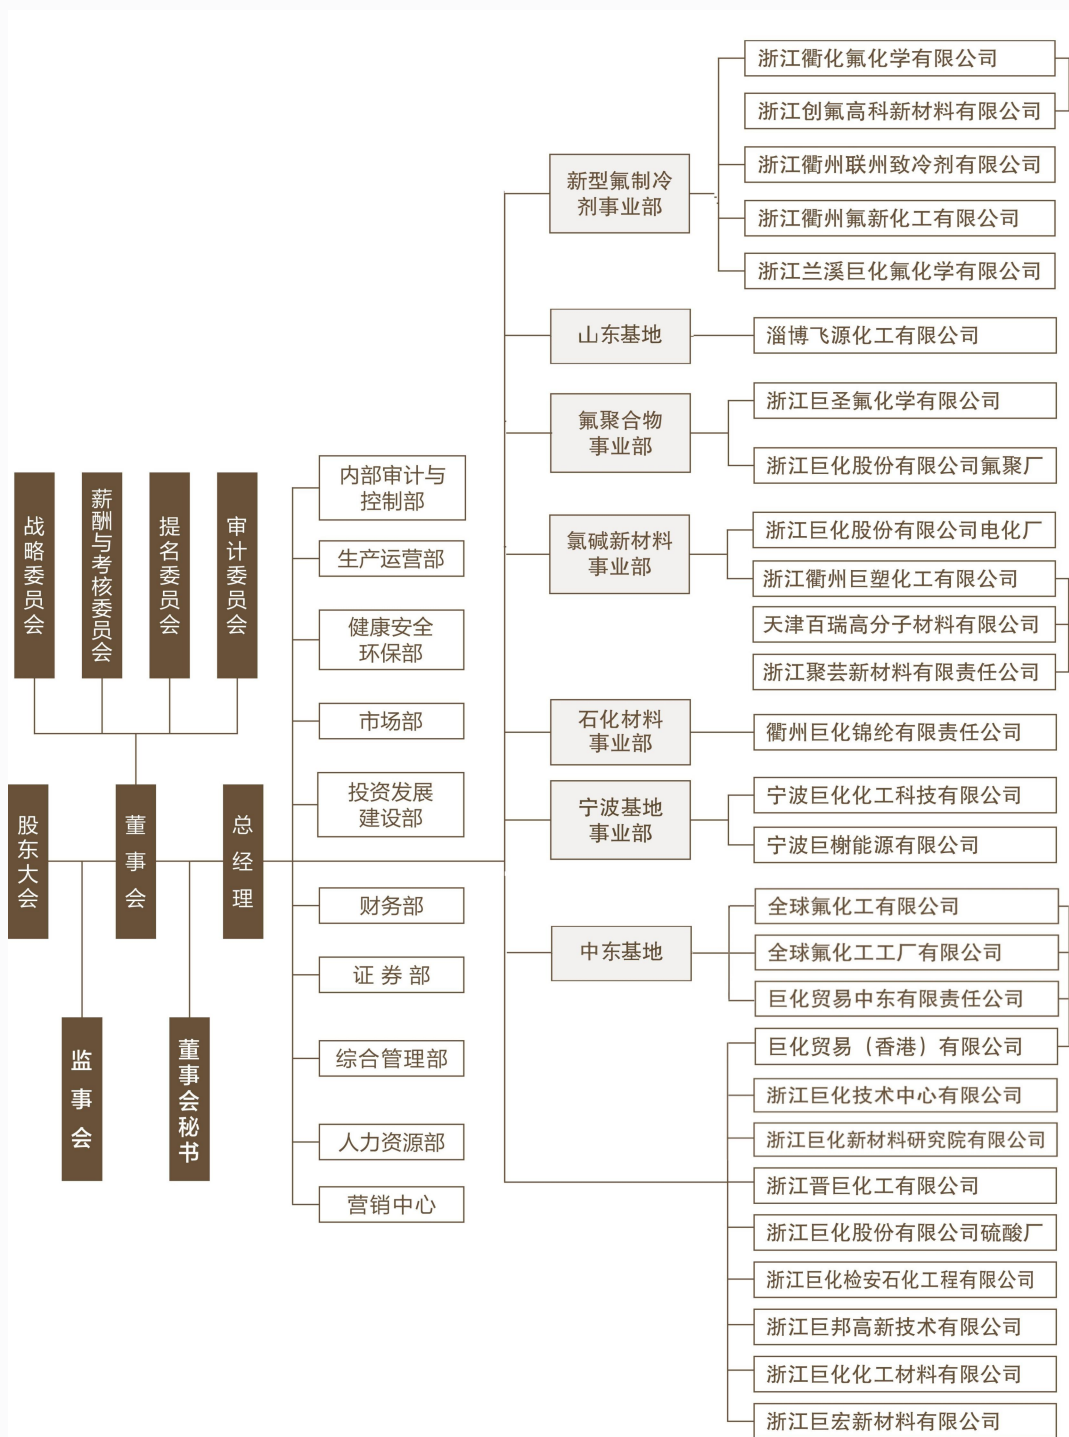 战略委员会
薪酬与考核委员会
提名委员会
审计委员会
股东大会
董事会
总经理
监事会
董事会秘书
内部审计与
控制部
生产运营部
健康安全
环保部
市场部
投资发展
建设部
财务部
证券部
综合管理部
人力资源部
营销中心
新型氟制冷
剂事业部
浙江衢化氟化学有限公司
浙江创氟高科新材料有限公司
浙江衢州联州致冷剂有限公司
浙江衢州氟新化工有限公司
浙江兰溪巨化氟化学有限公司
山东基地
淄博飞源化工有限公司
氟聚合物
事业部
浙江巨圣氟化学有限公司
浙江巨化股份有限公司氟聚厂
氯碱新材料
事业部
浙江巨化股份有限公司电化厂
浙江衢州巨塑化工有限公司
天津百瑞高分子材料有限公司
浙江聚芸新材料有限责任公司
石化材料
事业部
衢州巨化锦纶有限责任公司
宁波基地
事业部
宁波巨化化工科技有限公司
宁波巨榭能源有限公司
中东基地
全球氟化工有限公司
全球氟化工工厂有限公司
巨化贸易中东有限责任公司
巨化贸易（香港）有限公司
浙江巨化技术中心有限公司
浙江巨化新材料研究院有限公司
浙江晋巨化工有限公司
浙江巨化股份有限公司硫酸厂
浙江巨化检安石化工程有限公司
浙江巨邦高新技术有限公司
浙江巨化化工材料有限公司
浙江巨宏新材料有限公司